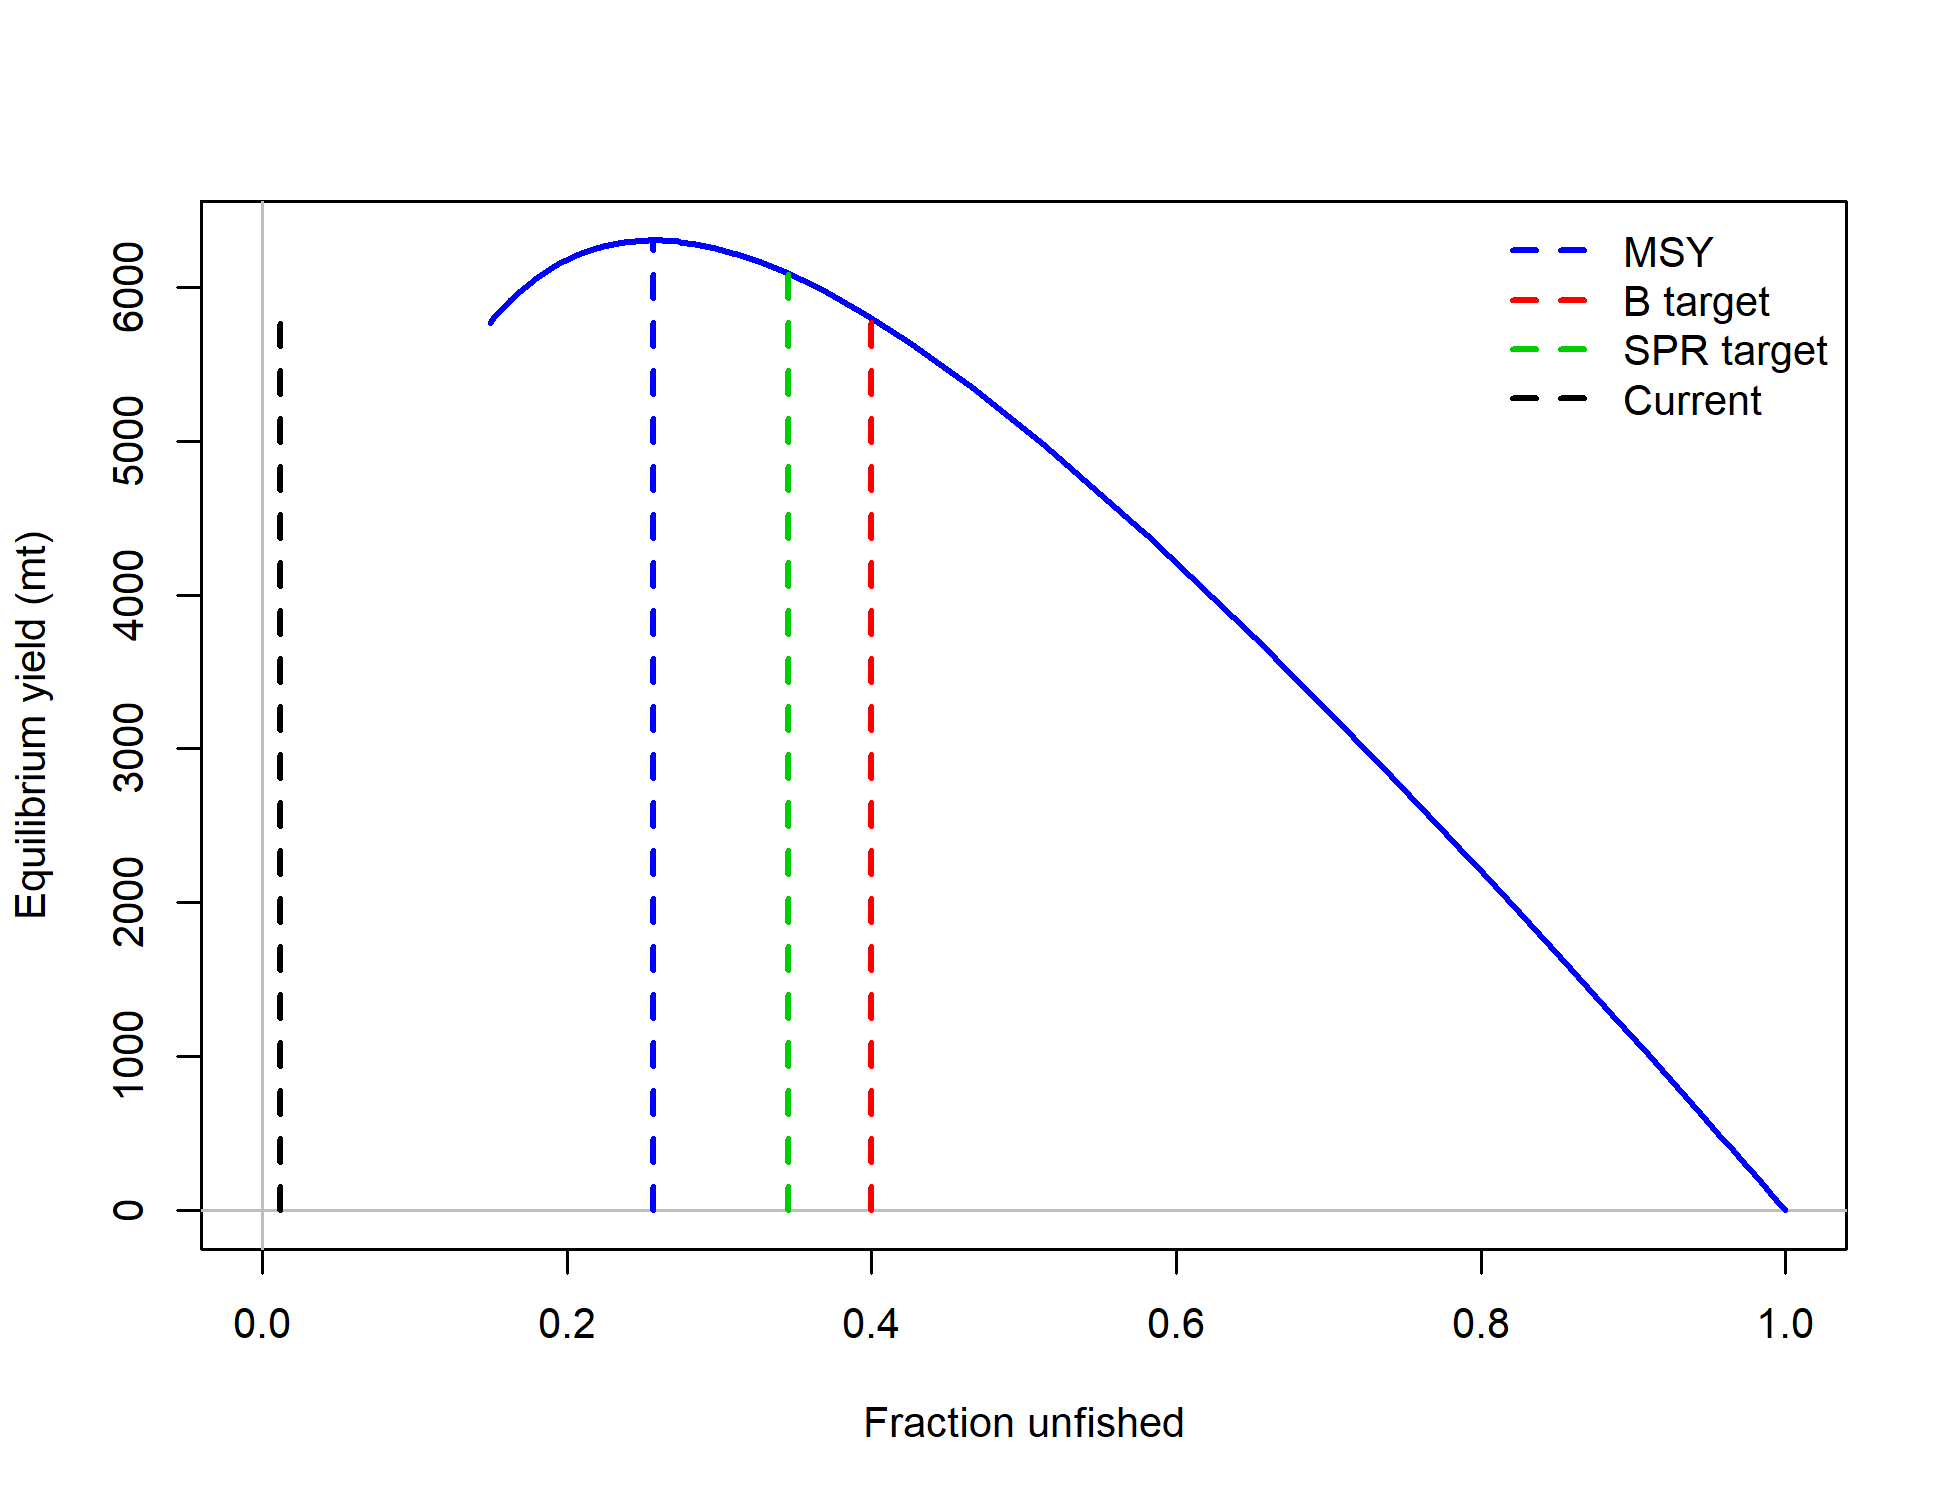 MSY
B target
SPR target
Current
Equilibrium yield (mt)
6000
5000
4000
3000
2000
1000
0
0.0 0.2 0.4 0.6 0.8 1.0
Fraction unfished